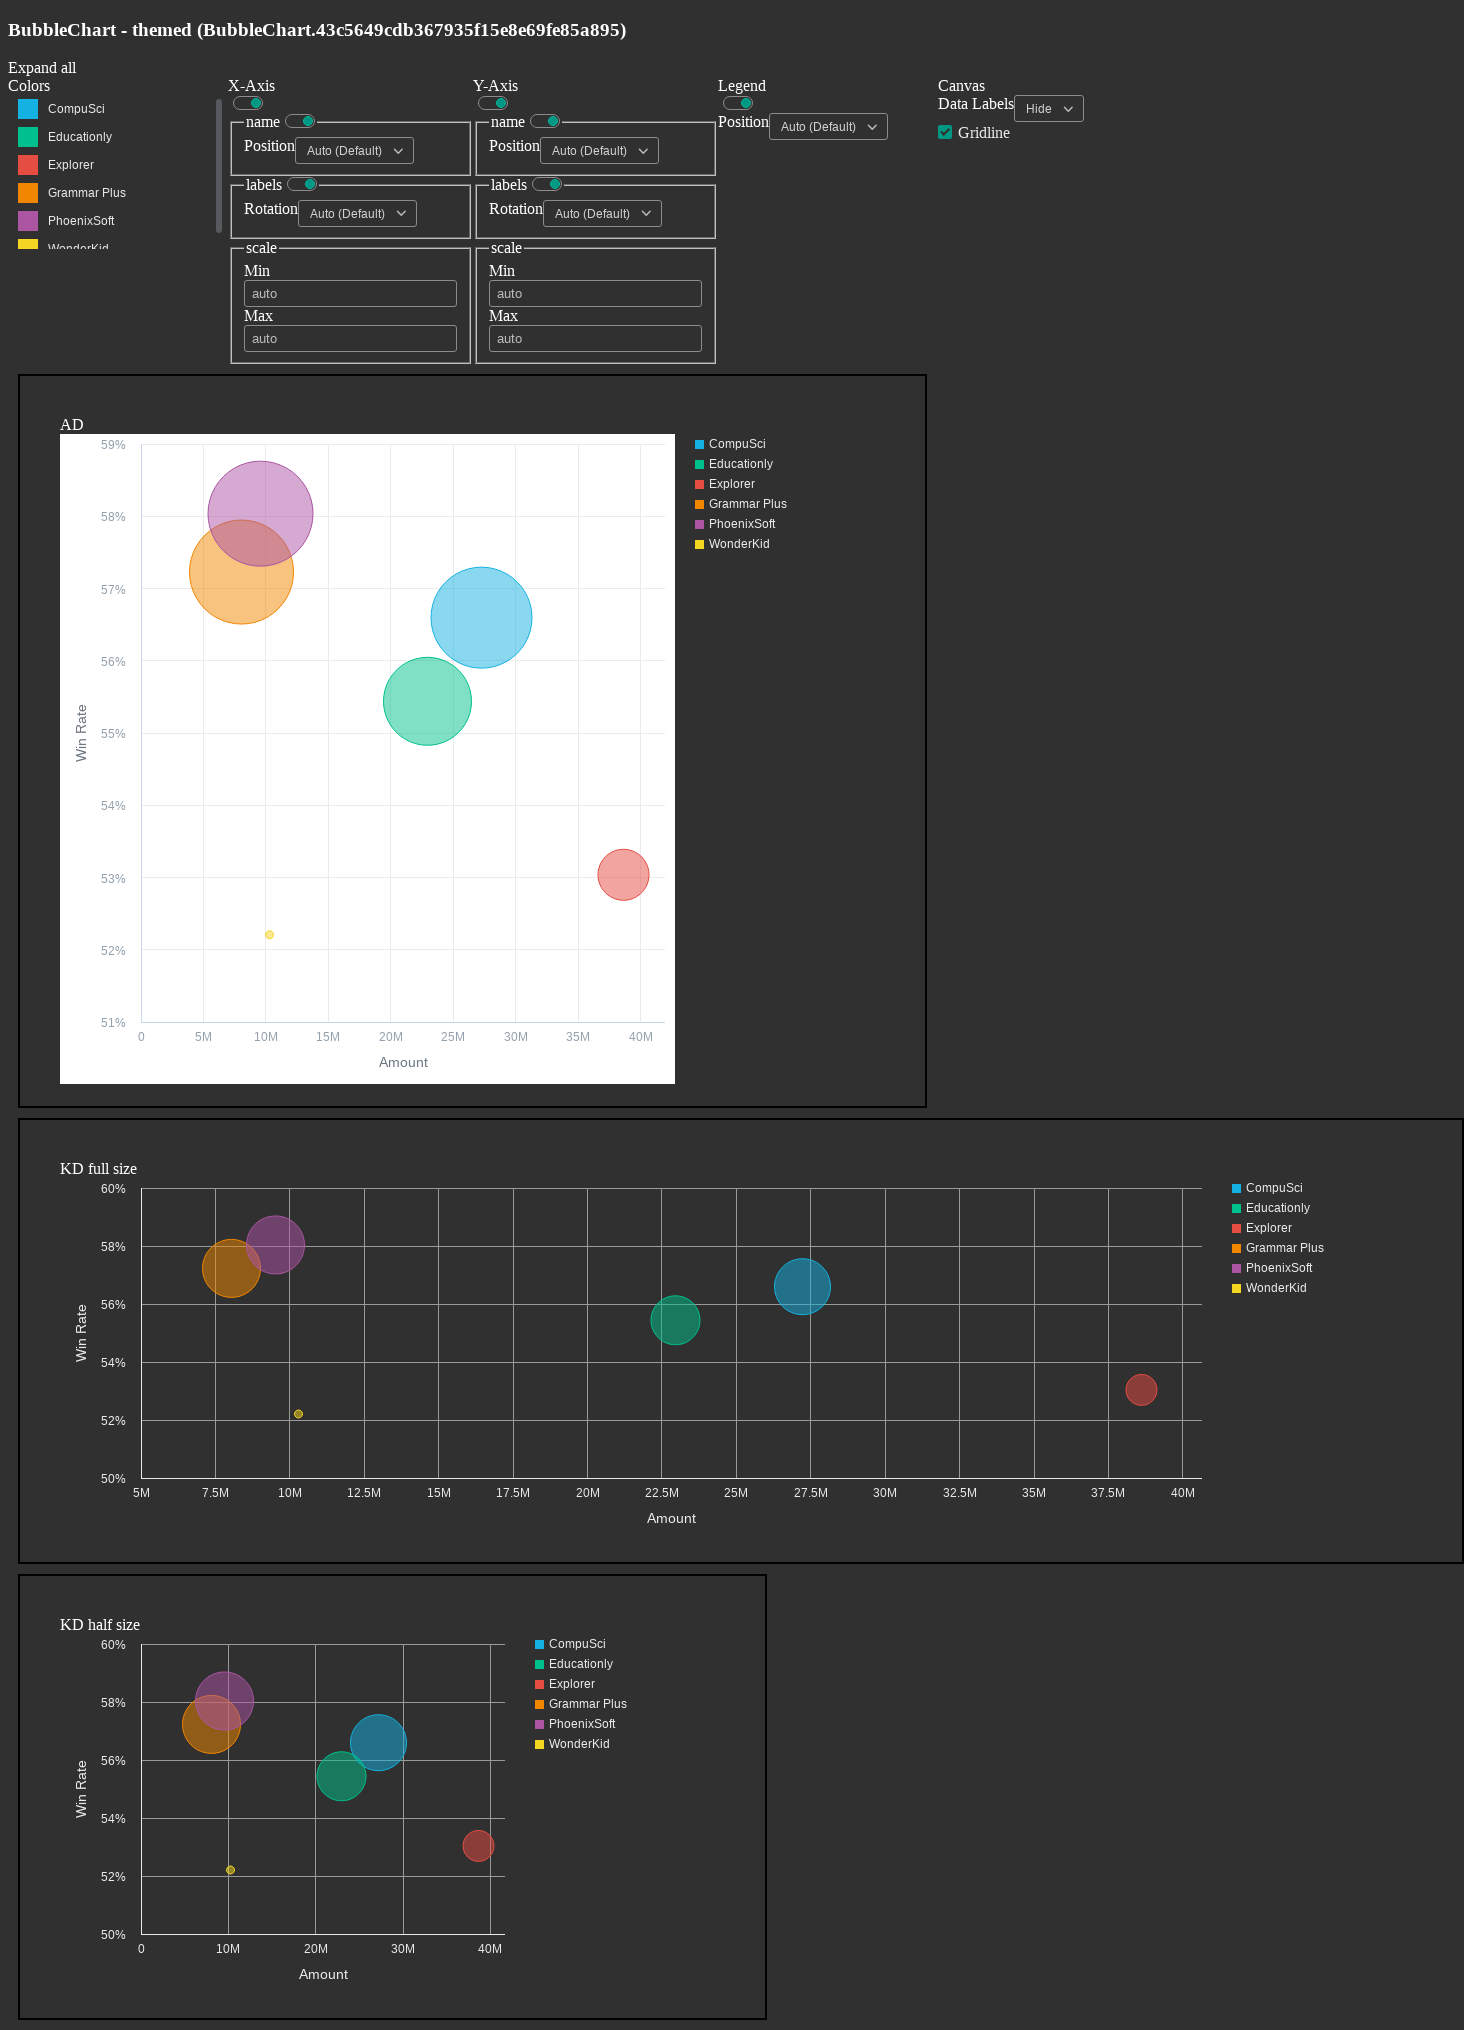 BubbleChart - themed (BubbleChart.43c5649cdb367935f15e8e69fe85a895)
Expand all
Colors
CompuSci
Educationly
Explorer
Grammar Plus
PhoenixSoft
WonderKid
X-Axis
name
Position Auto (Default)
labels
Rotation Auto (Default)
scale
Min
auto
Max
auto
Y-Axis
name
Position Auto (Default)
labels
Rotation Auto (Default)
scale
Min
auto
Max
auto
Legend
Position Auto (Default)
Canvas
Data Labels Hide
Gridline
AD
59%
58%
57%
56%
55%
54%
53%
52%
51%
Win Rate
0 5M 10M 15M 20M 25M 30M 35M 40M
Amount
CompuSci
Educationly
Explorer
Grammar Plus
PhoenixSoft
WonderKid
KD full size
60%
58%
56%
54%
52%
50%
Win Rate
5M 7.5M 10M 12.5M 15M 17.5M 20M 22.5M 25M 27.5M 30M 32.5M 35M 37.5M 40M
Amount
CompuSci
Educationly
Explorer
Grammar Plus
PhoenixSoft
WonderKid
KD half size
60%
58%
56%
54%
52%
50%
Win Rate
0 10M 20M 30M 40M
Amount
CompuSci
Educationly
Explorer
Grammar Plus
PhoenixSoft
WonderKid